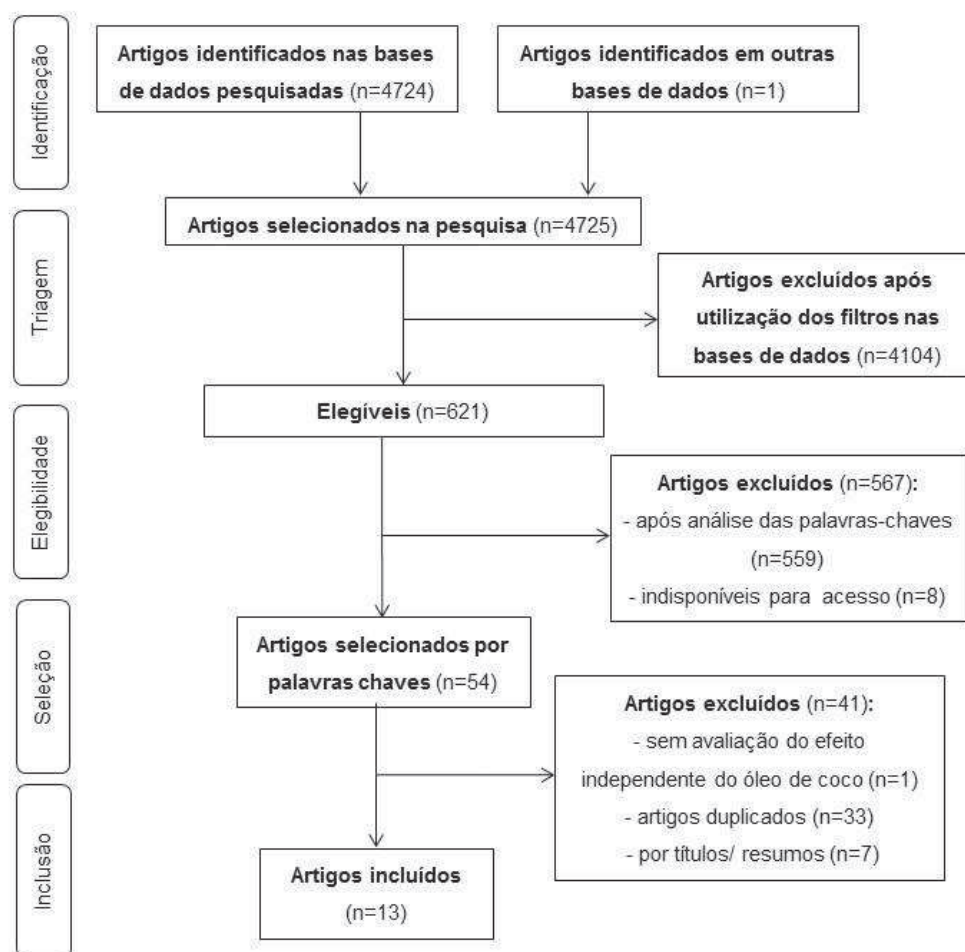 Identificação
Artigos identificados nas bases
de dados pesquisadas (n=4724)
Artigos identificados em outras
bases de dados (n=1)
Triagem
Artigos selecionados na pesquisa (n=4725)
Artigos excluídos após
utilização dos filtros nas
bases de dados (n=4104)
Elegibilidade
Elegíveis (n=621)
Artigos excluídos (n=567):
- após análise das palavras-chaves
(n=559)
- indisponíveis para acesso (n=8)
Seleção
Artigos selecionados por
palavras chaves (n=54)
Artigos excluídos (n=41):
- sem avaliação do efeito
independente do óleo de coco (n=1)
- artigos duplicados (n=33)
- por títulos/ resumos (n=7)
Inclusão
Artigos incluídos
(n=13)